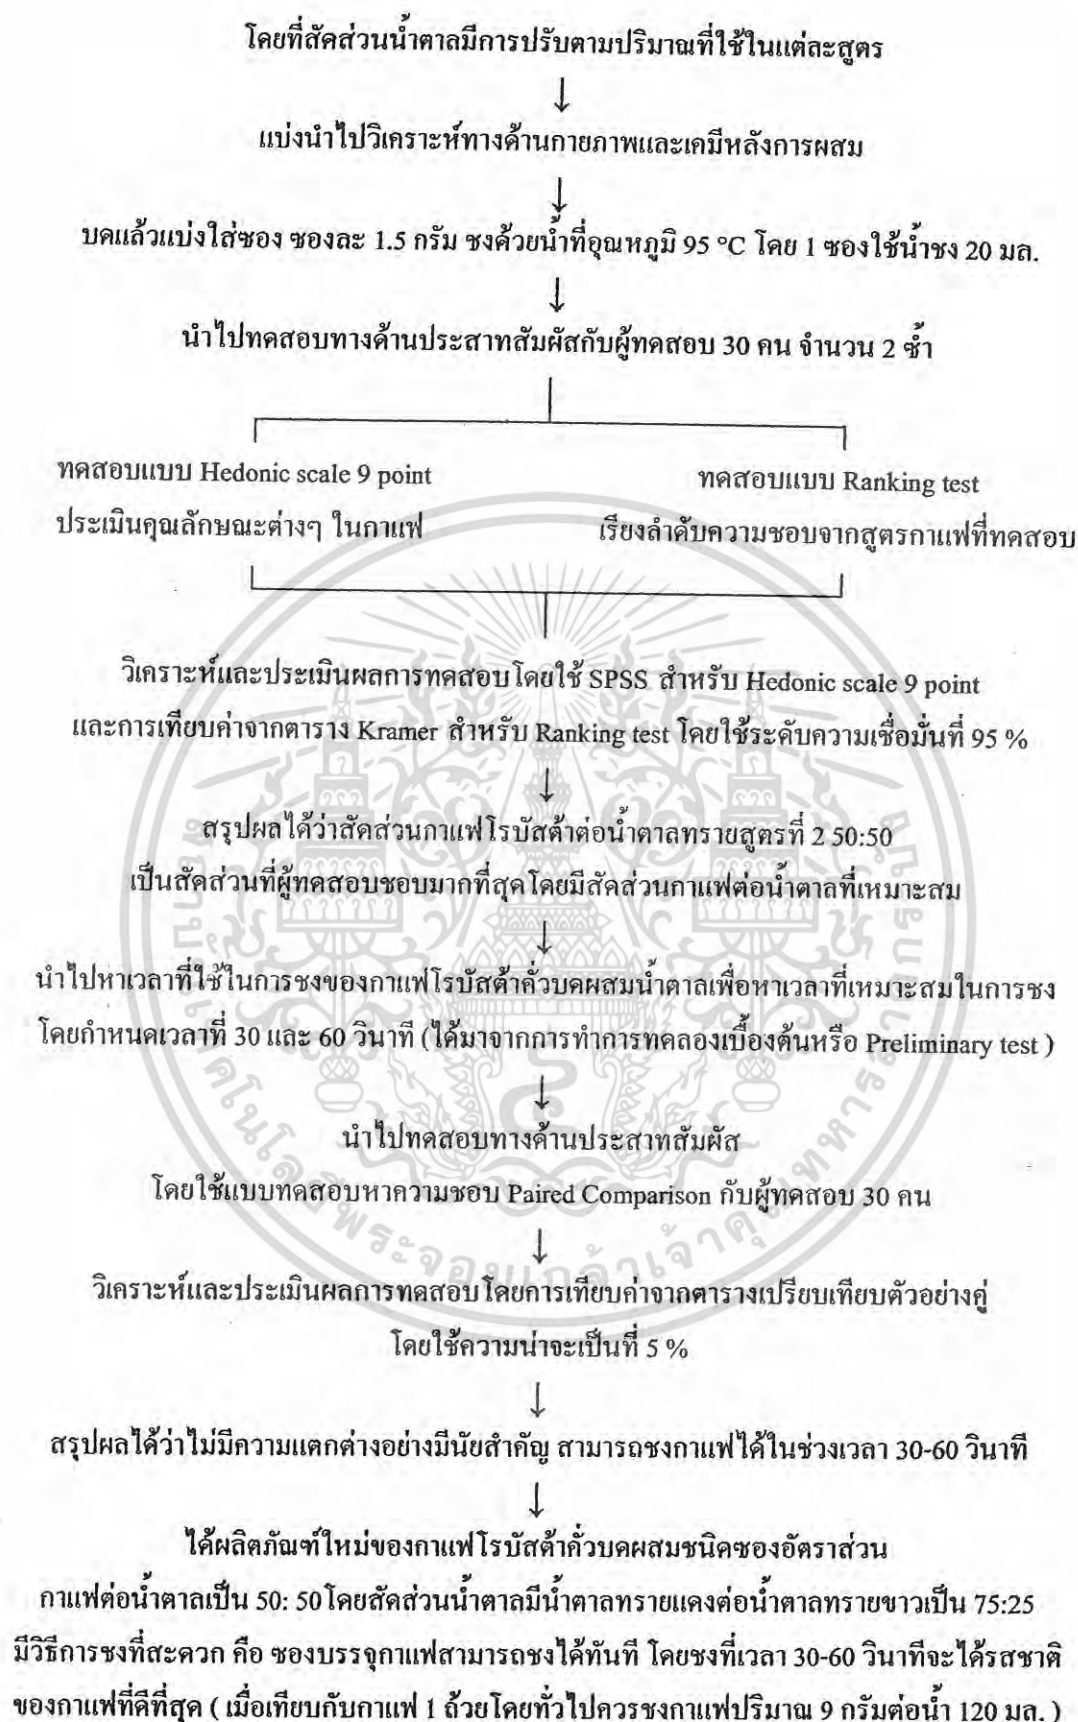 โดยที่สัดส่วนน้ำตาลมีการปรับตามปริมาณที่ใช้ในแต่ละสูตร
↓
แบ่งนำไปวิเคราะห์ทางด้านกายภาพและเคมีหลังการผสม
↓
บดแล้วแบ่งใส่ซอง ซองละ 1.5 กรัม ชงด้วยน้ำที่อุณหภูมิ 95 °C โดย 1 ซองใช้น้ำชง 20 มล.
↓
นำไปทดสอบทางด้านประสาทสัมผัสกับผู้ทดสอบ 30 คน จำนวน 2 ซ้ำ
ทดสอบแบบ Hedonic scale 9 point
ประเมินคุณลักษณะต่างๆ ในกาแฟ
ทดสอบแบบ Ranking test
เรียงลำดับความชอบจากสูตรกาแฟที่ทดสอบ
วิเคราะห์และประเมินผลการทดสอบโดยใช้ SPSS สำหรับ Hedonic scale 9 point
และการเทียบค่าจากตาราง Kramer สำหรับ Ranking test โดยใช้ระดับความเชื่อมั่นที่ 95 %
↓
สรุปผลได้ว่าสัดส่วนกาแฟโรบัสต้าต่อน้ำตาลทรายสูตรที่ 2 50:50
เป็นสัดส่วนที่ผู้ทดสอบชอบมากที่สุดโดยมีสัดส่วนกาแฟต่อน้ำตาลที่เหมาะสม
↓
นำไปหาเวลาที่ใช้ในการชงของกาแฟโรบัสต้าคั่วบดผสมน้ำตาลเพื่อหาเวลาที่เหมาะสมในการชง
โดยกำหนดเวลาที่ 30 และ 60 วินาที (ได้มาจากการทำการทดลองเบื้องต้นหรือ Preliminary test )
↓
นำไปทดสอบทางด้านประสาทสัมผัส
โดยใช้แบบทดสอบหาความชอบ Paired Comparison กับผู้ทดสอบ 30 คน
↓
วิเคราะห์และประเมินผลการทดสอบโดยการเทียบค่าจากตารางเปรียบเทียบตัวอย่างคู่
โดยใช้ความน่าจะเป็นที่ 5 %
↓
สรุปผลได้ว่าไม่มีความแตกต่างอย่างมีนัยสำคัญ สามารถชงกาแฟได้ในช่วงเวลา 30-60 วินาที
↓
ได้ผลิตภัณฑ์ใหม่ของกาแฟโรบัสต้าคั่วบดผสมชนิดซองอัตราส่วน
กาแฟต่อน้ำตาลเป็น 50: 50 โดยสัดส่วนน้ำตาลมีน้ำตาลทรายแดงต่อน้ำตาลทรายขาวเป็น 75:25
มีวิธีการชงที่สะดวก คือ ซองบรรจุกาแฟสามารถชงได้ทันที โดยชงที่เวลา 30-60 วินาทีจะได้รสชาติ
ของกาแฟที่ดีที่สุด ( เมื่อเทียบกับกาแฟ 1 ถ้วยโดยทั่วไปควรชงกาแฟปริมาณ 9 กรัมต่อน้ำ 120 มล. )
สถาบันเทคโนโลยีพระจอมเกล้าเจ้าคุณทหารลาดกระบัง